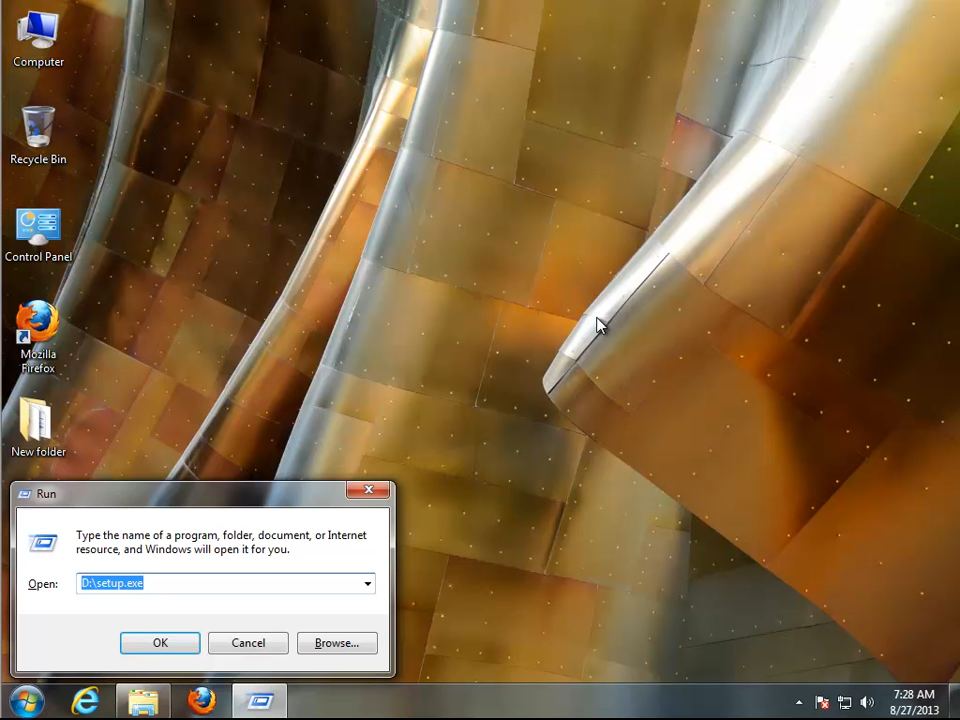 Computer
Recycle Bin
Control Panel
Mozilla
Firefox
New folder
Run
Type the name of a program, folder, document, or Internet
resource, and Windows will open it for you.
Open:
D:\setup.exe
OK
Cancel
Browse...
7:28 AM
8/27/2013